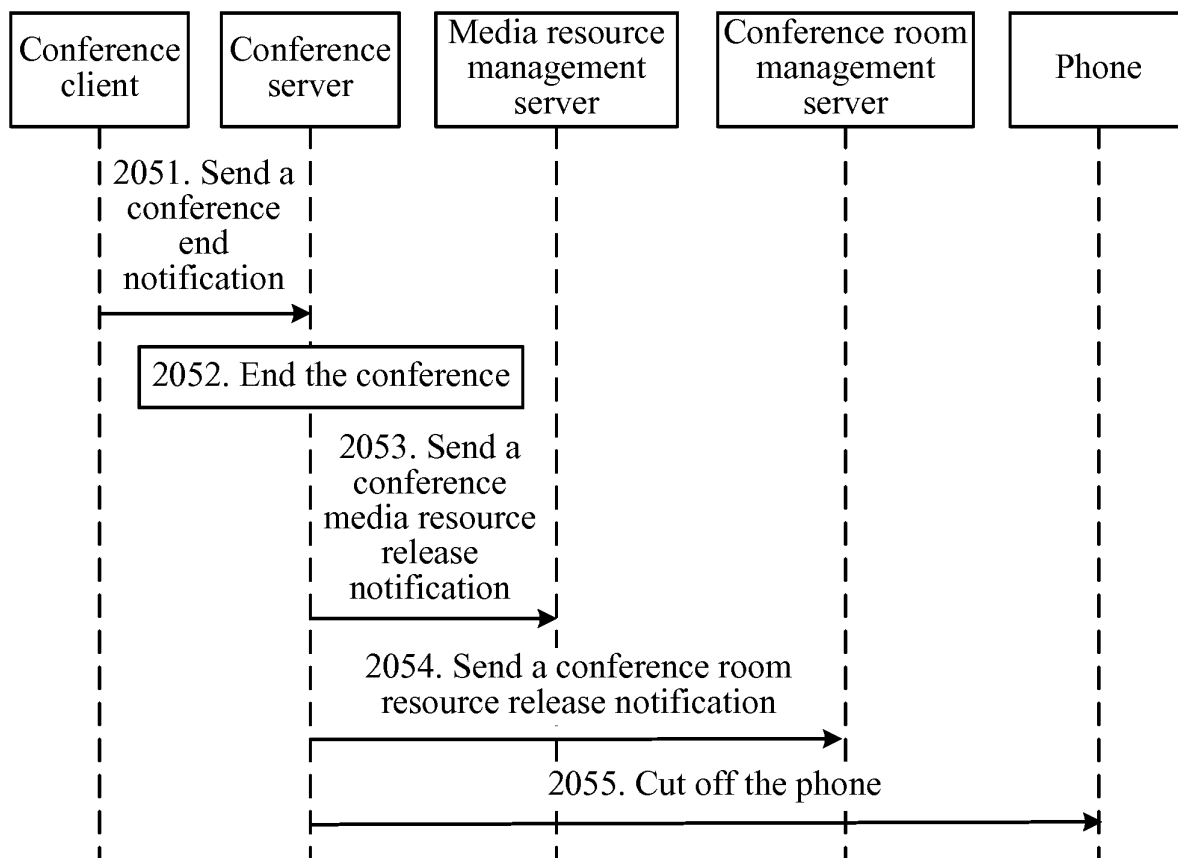 Conference
client
Conference
server
Media resource
management
server
Conference room
management
server
Phone
2051. Send a
conference
end
notification
2052. End the conference
2053. Send a
conference
media resource
release
notification
2054. Send a conference room
resource release notification
2055. Cut off the phone